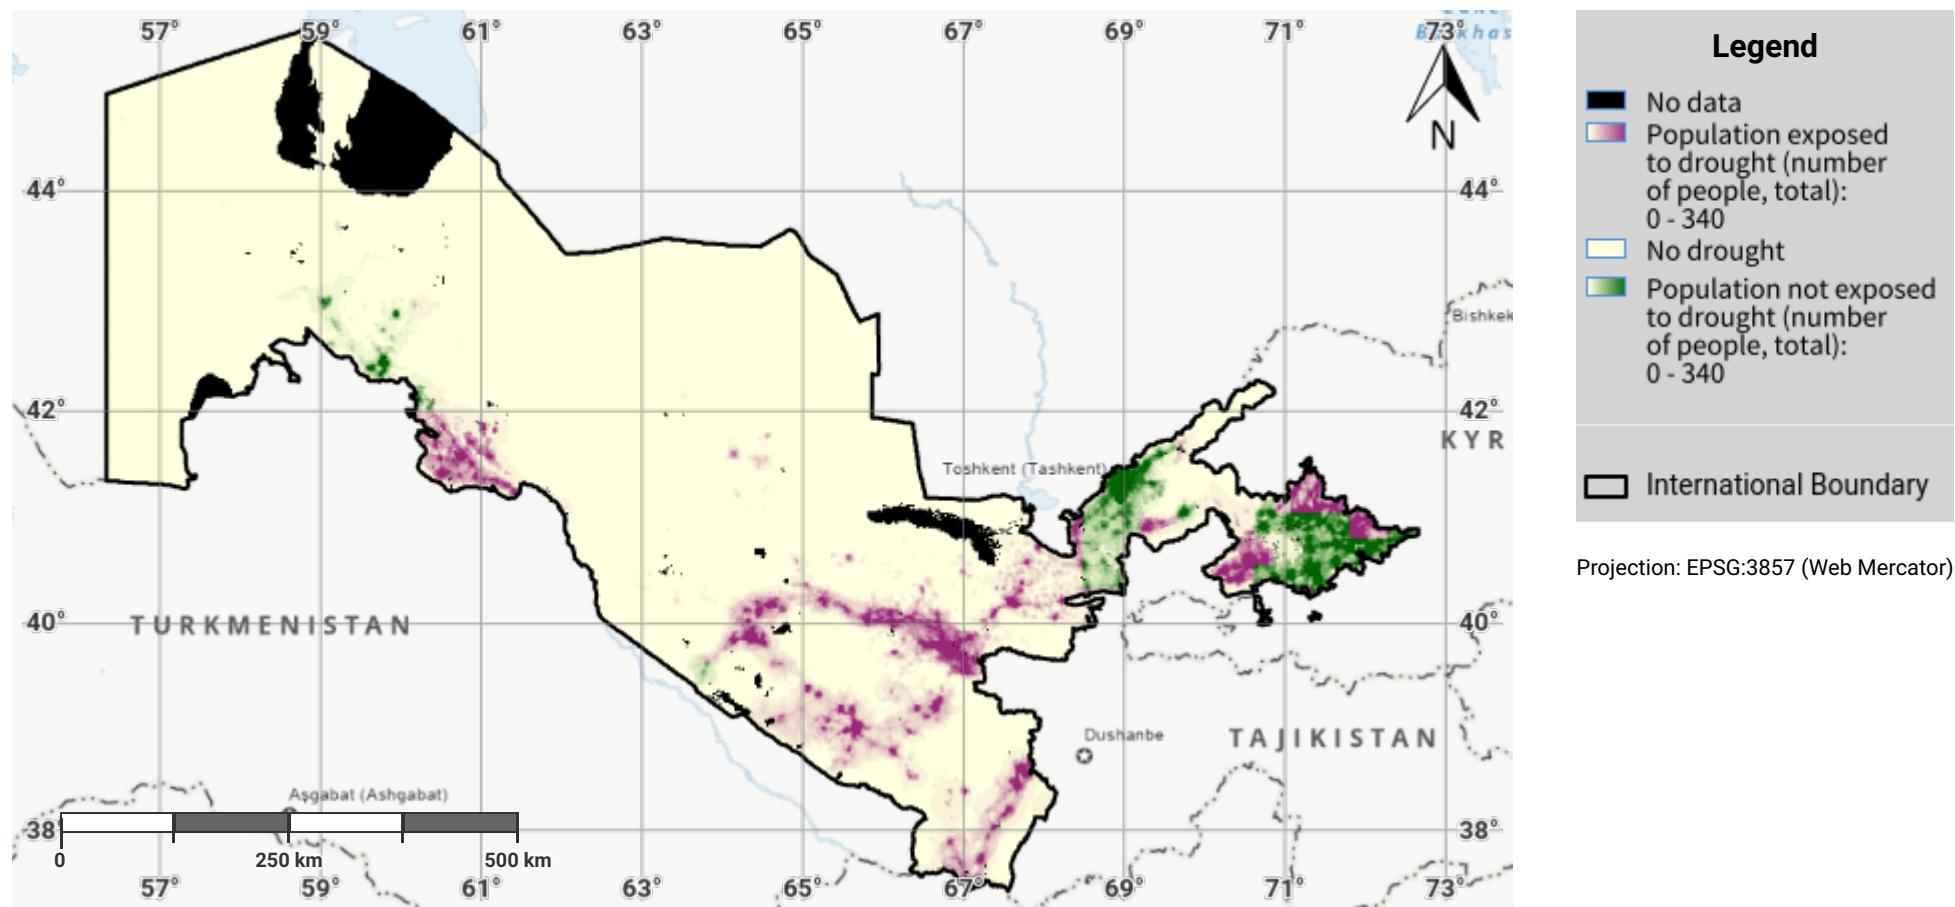 57° 59° 61° 63° 65° 67° 69° 71° 73°
N
44° 44°
Bishkek
42° 42°
KYR
Toshkent (Tashkent)
40° 40°
TURKMENISTAN
Dushanbe
TAJIKISTAN
Aşgabat (Ashgabat)
38° 38°
0 250 km 500 km
57° 59° 61° 63° 65° 67° 69° 71° 73°
Legend
No data
Population exposed
to drought (number
of people, total):
0 - 340
No drought
Population not exposed
to drought (number
of people, total):
0 - 340
International Boundary
Projection: EPSG:3857 (Web Mercator)